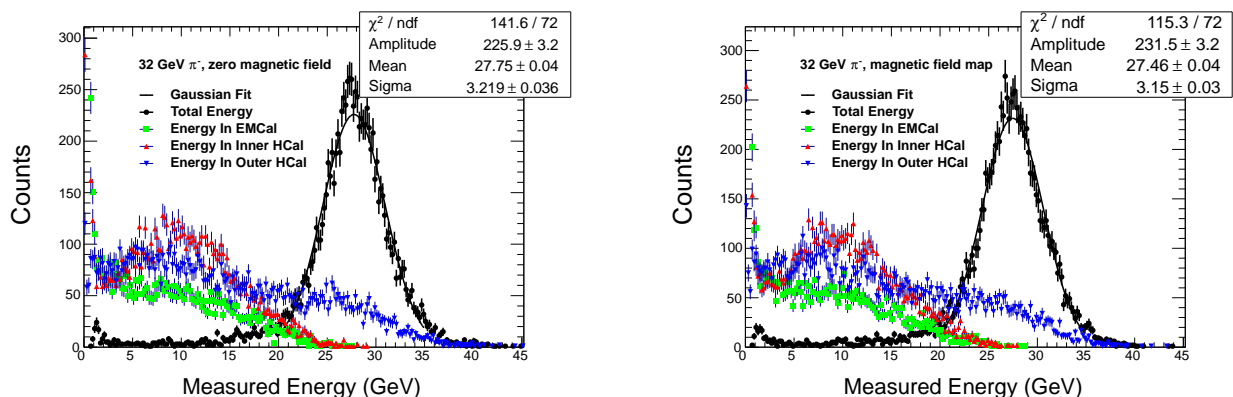 χ² / ndf 141.6 / 72
Amplitude 225.9 ± 3.2
Mean 27.75 ± 0.04
Sigma 3.219 ± 0.036
32 GeV π⁻, zero magnetic field
Gaussian Fit
Total Energy
Energy In EMCal
Energy In Inner HCal
Energy In Outer HCal
Counts
300
250
200
150
100
50
0
0 5 10 15 20 25 30 35 40 45
Measured Energy (GeV)
χ² / ndf 115.3 / 72
Amplitude 231.5 ± 3.2
Mean 27.46 ± 0.04
Sigma 3.15 ± 0.03
32 GeV π⁻, magnetic field map
Gaussian Fit
Total Energy
Energy In EMCal
Energy In Inner HCal
Energy In Outer HCal
Counts
300
250
200
150
100
50
0
0 5 10 15 20 25 30 35 40 45
Measured Energy (GeV)